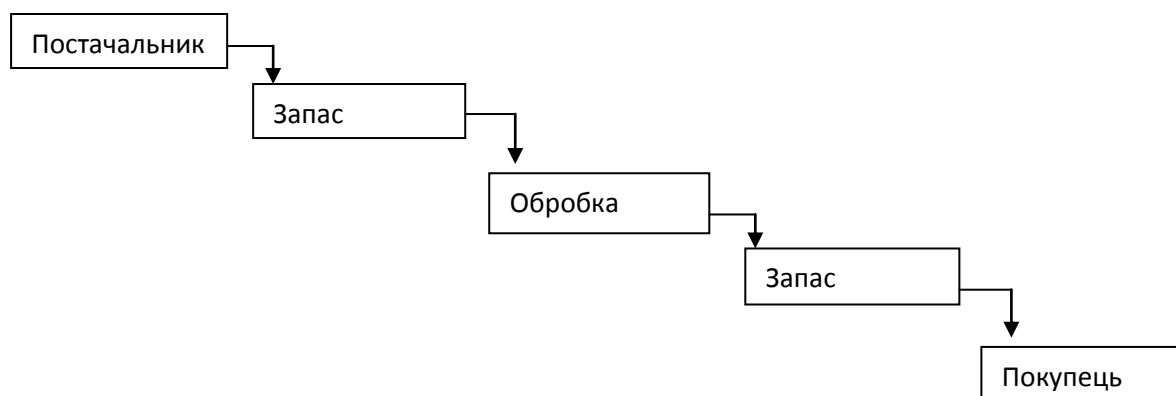 Постачальник
Запас
Обробка
Запас
Покупець